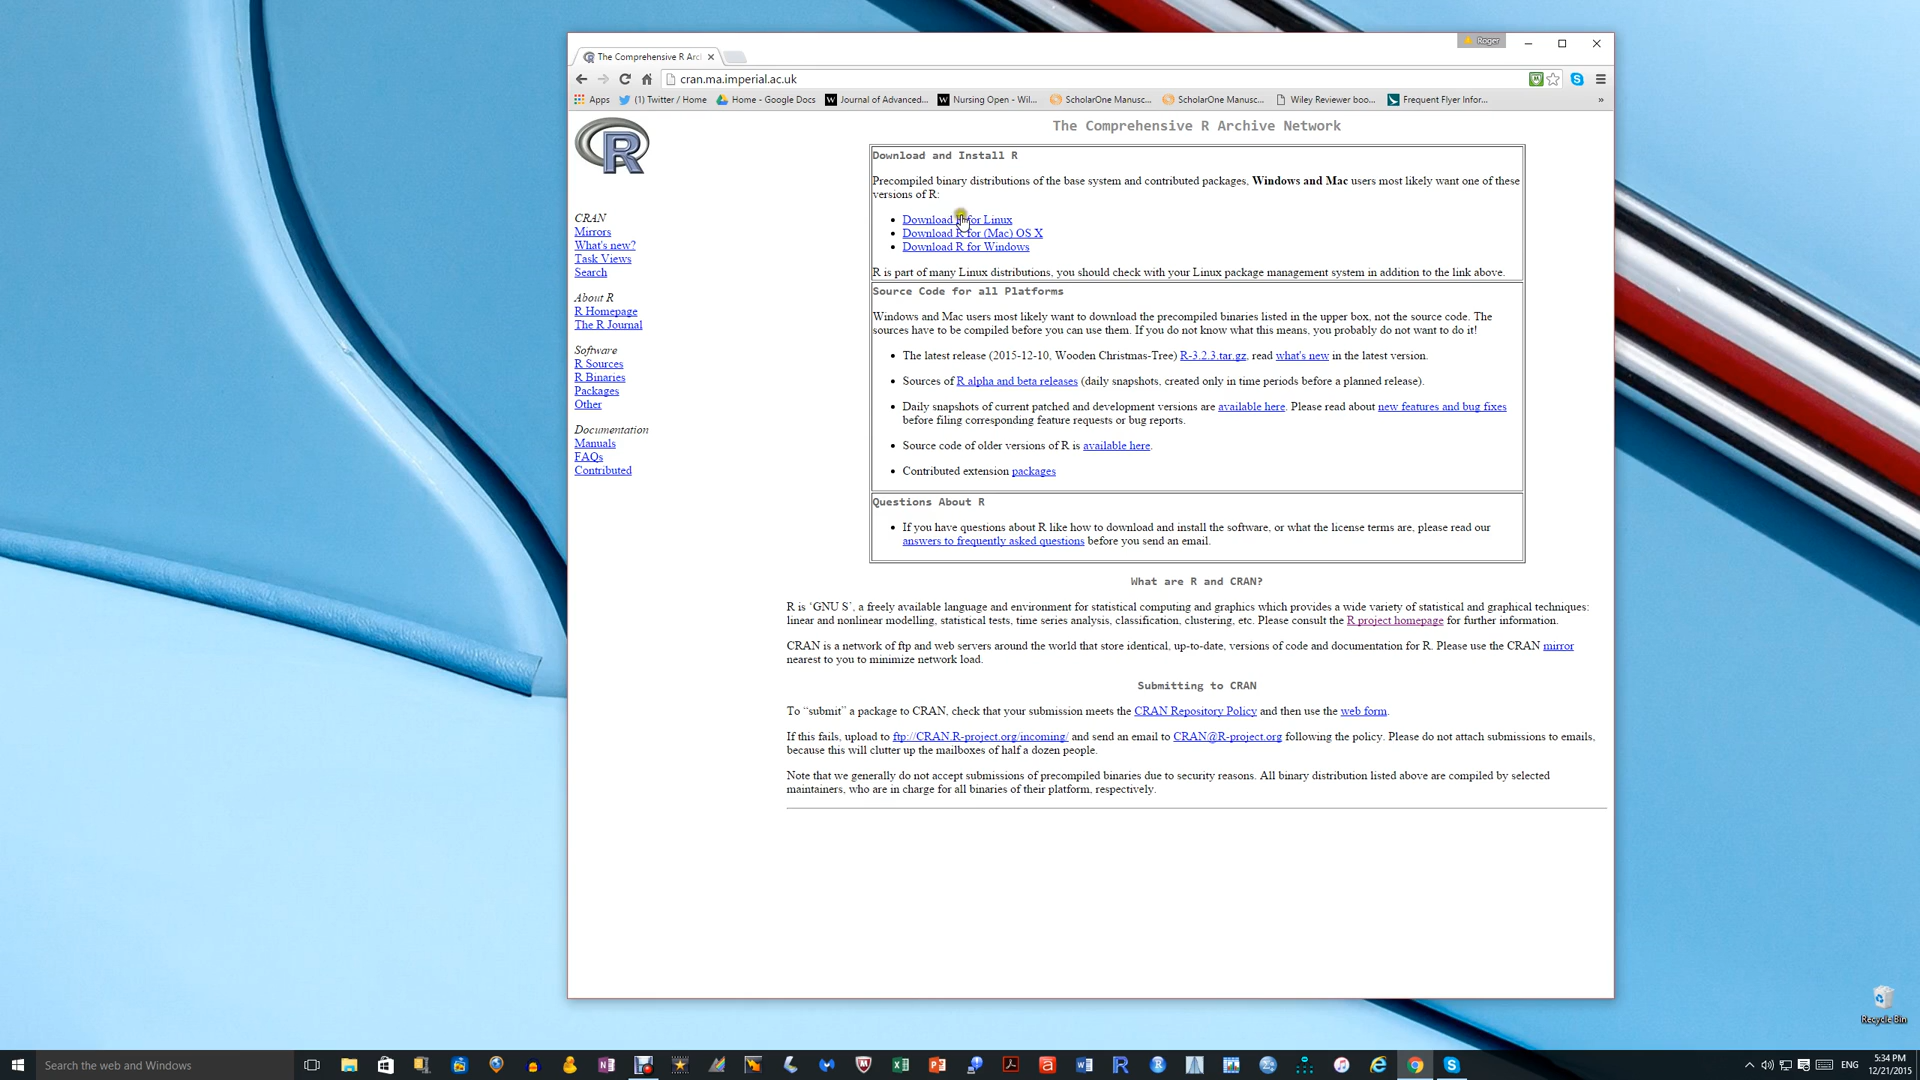 Roger
The Comprehensive R Arc
cran.ma.imperial.ac.uk
Apps (1) Twitter / Home Home - Google Docs Journal of Advanced... Nursing Open - Wil... ScholarOne Manusc... ScholarOne Manusc... Wiley Reviewer boo... Frequent Flyer Infor... »
R
CRAN
Mirrors
What's new?
Task Views
Search
About R
R Homepage
The R Journal
Software
R Sources
R Binaries
Packages
Other
Documentation
Manuals
FAQs
Contributed
The Comprehensive R Archive Network
Download and Install R
Precompiled binary distributions of the base system and contributed packages, Windows and Mac users most likely want one of these
versions of R:
Download R for Linux
Download R for (Mac) OS X
Download R for Windows
R is part of many Linux distributions, you should check with your Linux package management system in addition to the link above.
Source Code for all Platforms
Windows and Mac users most likely want to download the precompiled binaries listed in the upper box, not the source code. The
sources have to be compiled before you can use them. If you do not know what this means, you probably do not want to do it!
The latest release (2015-12-10, Wooden Christmas-Tree) R-3.2.3.tar.gz, read what's new in the latest version.
Sources of R alpha and beta releases (daily snapshots, created only in time periods before a planned release).
Daily snapshots of current patched and development versions are available here. Please read about new features and bug fixes
before filing corresponding feature requests or bug reports.
Source code of older versions of R is available here.
Contributed extension packages
Questions About R
If you have questions about R like how to download and install the software, or what the license terms are, please read our
answers to frequently asked questions before you send an email.
What are R and CRAN?
R is ‘GNU S’, a freely available language and environment for statistical computing and graphics which provides a wide variety of statistical and graphical techniques:
linear and nonlinear modelling, statistical tests, time series analysis, classification, clustering, etc. Please consult the R project homepage for further information.
CRAN is a network of ftp and web servers around the world that store identical, up-to-date, versions of code and documentation for R. Please use the CRAN mirror
nearest to you to minimize network load.
Submitting to CRAN
To “submit” a package to CRAN, check that your submission meets the CRAN Repository Policy and then use the web form.
If this fails, upload to ftp://CRAN.R-project.org/incoming/ and send an email to CRAN@R-project.org following the policy. Please do not attach submissions to emails,
because this will clutter up the mailboxes of half a dozen people.
Note that we generally do not accept submissions of precompiled binaries due to security reasons. All binary distribution listed above are compiled by selected
maintainers, who are in charge for all binaries of their platform, respectively.
Recycle Bin
Search the web and Windows
ENG
5:34 PM
12/21/2015